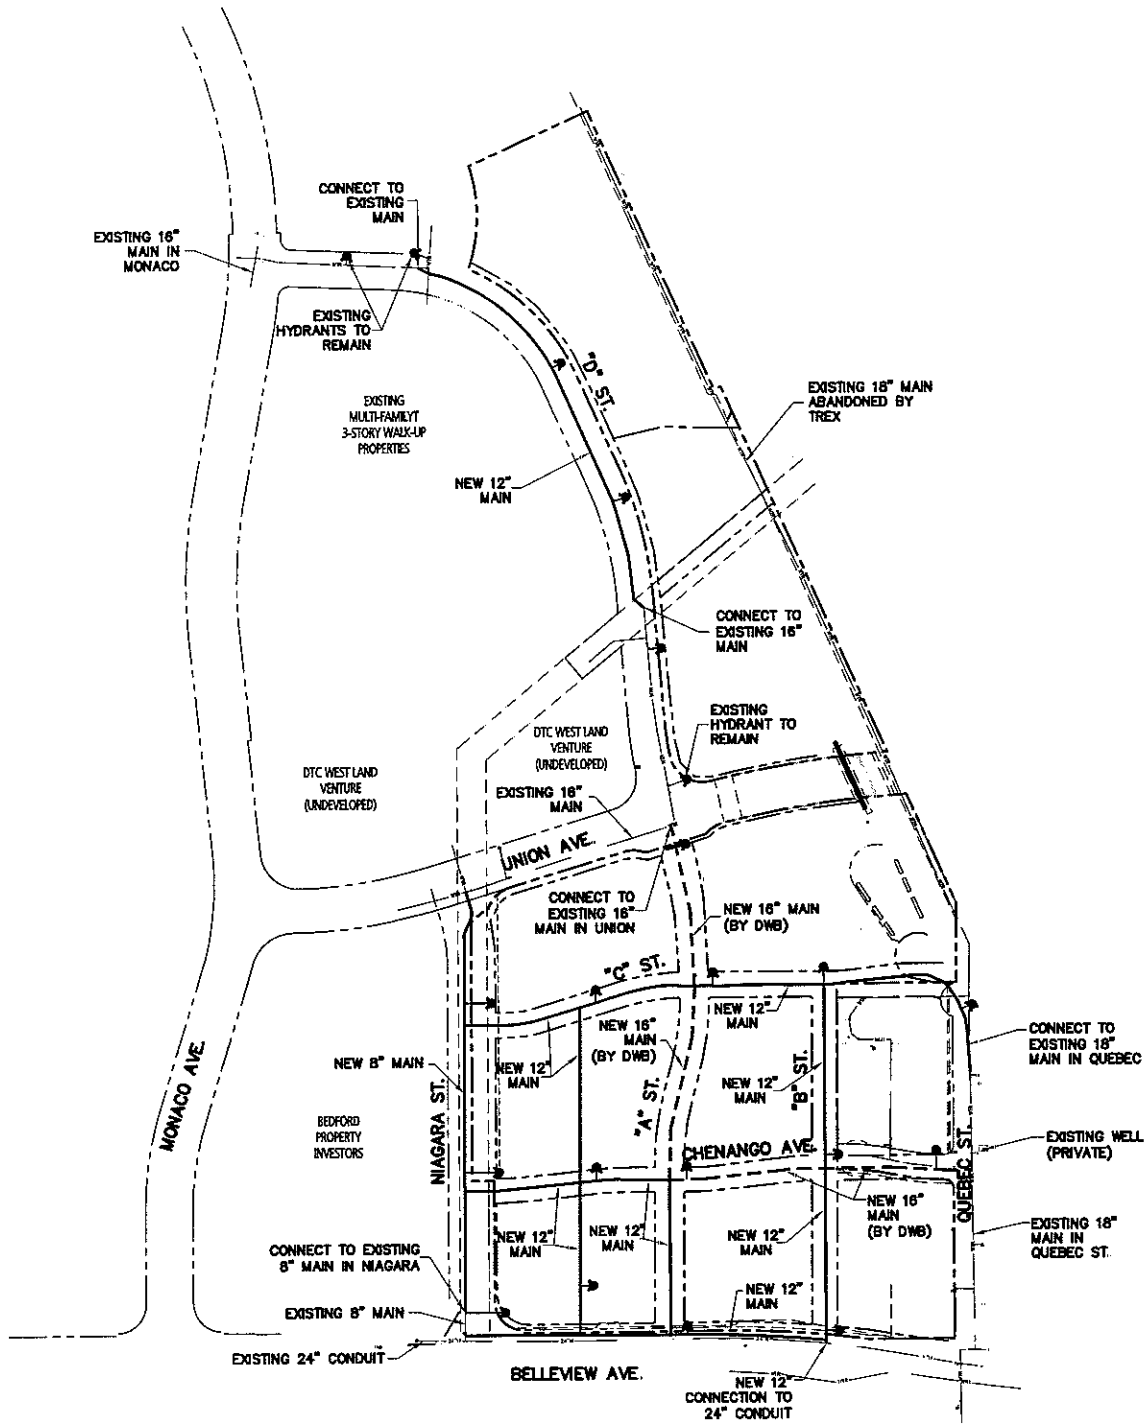 CONNECT TO
EXISTING
MAIN
EXISTING 16"
MAIN IN
MONACO
EXISTING
HYDRANTS TO
REMAIN
"D" ST.
EXISTING
MULTI-FAMILYT
3-STORY WALK-UP
PROPERTIES
EXISTING 18" MAIN
ABANDONED BY
TREX
NEW 12"
MAIN
CONNECT TO
EXISTING 16"
MAIN
EXISTING
HYDRANT TO
REMAIN
DTC WEST LAND
VENTURE
(UNDEVELOPED)
DTC WEST LAND
VENTURE
(UNDEVELOPED)
EXISTING 16"
MAIN
UNION AVE.
CONNECT TO
EXISTING 16"
MAIN IN UNION
NEW 16" MAIN
(BY DWB)
"C" ST.
NEW 12"
MAIN
NEW 16"
MAIN
(BY DWB)
NEW 12"
MAIN
CONNECT TO
EXISTING 18"
MAIN IN QUEBEC
MONACO AVE.
NEW 8" MAIN
NIAGARA ST.
"A" ST.
NEW 12"
MAIN
"B" ST.
BEDFORD
PROPERTY
INVESTORS
CHENANGO AVE.
QUEBEC ST.
EXISTING WELL
(PRIVATE)
NEW 16"
MAIN
(BY DWB)
NEW 12"
MAIN
NEW 12"
MAIN
NEW 12"
MAIN
EXISTING 18"
MAIN IN
QUEBEC ST.
CONNECT TO EXISTING
8" MAIN IN NIAGARA
NEW 12"
MAIN
EXISTING 8" MAIN
EXISTING 24" CONDUIT
BELLEVIEW AVE.
NEW 12"
CONNECTION TO
24" CONDUIT